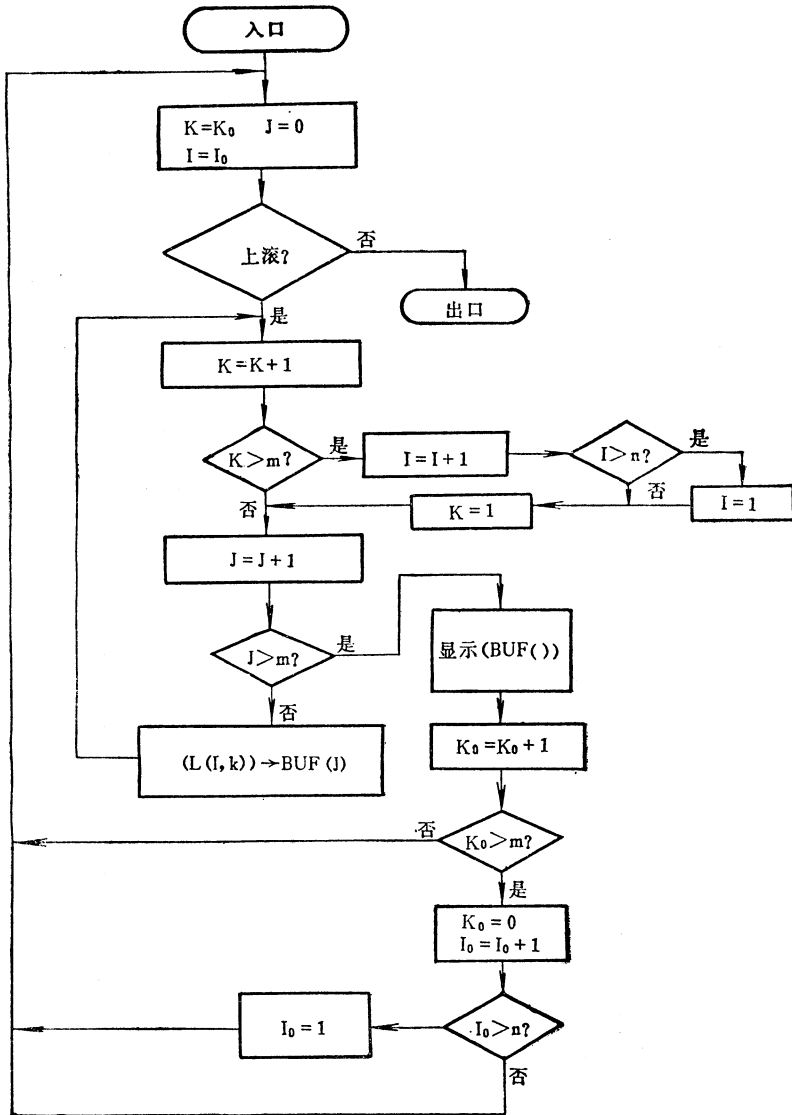 入口
K=K₀ J=0
I=I₀
上滚?
否
出口
是
K=K+1
K>m?
是
I=I+1
I>n?
是
否
I=1
K=1
否
J=J+1
J>m?
是
显示(BUF())
否
(L(I,k))→BUF(J)
K₀=K₀+1
K₀>m?
否
是
K₀=0
I₀=I₀+1
I₀>n?
I₀=1
否